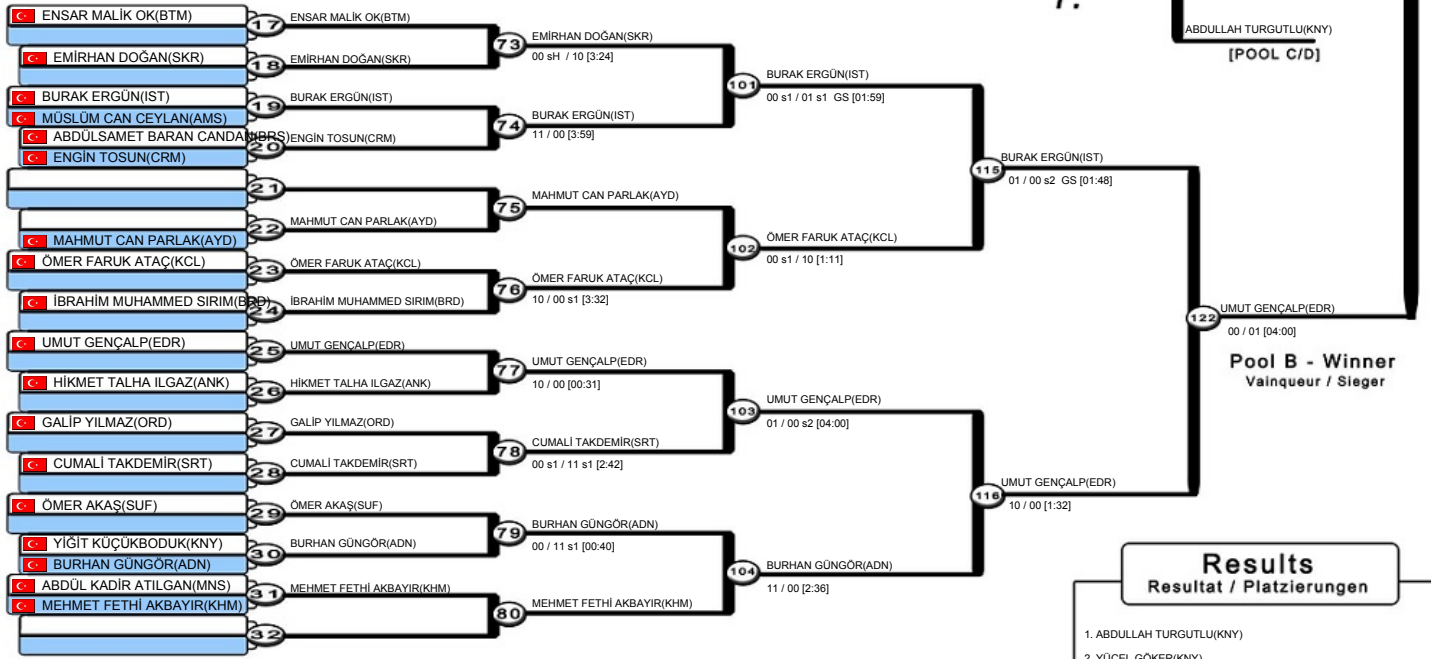 ABDULLAH TURGUTLU(KNY)
[POOL C/D]
ENSAR MALİK OK(BTM)
EMİRHAN DOĞAN(SKR)
BURAK ERGÜN(IST)
MÜSLÜM CAN CEYLAN(AMS)
ABDÜLSAMET BARAN CANDAN(BRS)
ENGİN TOSUN(CRM)
MAHMUT CAN PARLAK(AYD)
ÖMER FARUK ATAÇ(KCL)
İBRAHİM MUHAMMED SIRIM(BRD)
UMUT GENÇALP(EDR)
HİKMET TALHA ILGAZ(ANK)
GALİP YILMAZ(ORD)
CUMALİ TAKDEMİR(SRT)
ÖMER AKAŞ(SUF)
YİĞİT KÜÇÜKBODUK(KNY)
BURHAN GÜNGÖR(ADN)
ABDÜL KADİR ATILGAN(MNS)
MEHMET FETHİ AKBAYIR(KHM)
17 ENSAR MALİK OK(BTM)
18 EMİRHAN DOĞAN(SKR)
19 BURAK ERGÜN(IST)
20 ENGİN TOSUN(CRM)
21
22 MAHMUT CAN PARLAK(AYD)
23 ÖMER FARUK ATAÇ(KCL)
24 İBRAHİM MUHAMMED SIRIM(BRD)
25 UMUT GENÇALP(EDR)
26 HİKMET TALHA ILGAZ(ANK)
27 GALİP YILMAZ(ORD)
28 CUMALİ TAKDEMİR(SRT)
29 ÖMER AKAŞ(SUF)
30 BURHAN GÜNGÖR(ADN)
31 MEHMET FETHİ AKBAYIR(KHM)
32
73 EMİRHAN DOĞAN(SKR)
00 sH / 10 [3:24]
74 BURAK ERGÜN(IST)
11 / 00 [3:59]
75 MAHMUT CAN PARLAK(AYD)
76 ÖMER FARUK ATAÇ(KCL)
10 / 00 s1 [3:32]
77 UMUT GENÇALP(EDR)
10 / 00 [00:31]
78 CUMALİ TAKDEMİR(SRT)
00 s1 / 11 s1 [2:42]
79 BURHAN GÜNGÖR(ADN)
00 / 11 s1 [00:40]
80 MEHMET FETHİ AKBAYIR(KHM)
101 BURAK ERGÜN(IST)
00 s1 / 01 s1 GS [01:59]
102 ÖMER FARUK ATAÇ(KCL)
00 s1 / 10 [1:11]
103 UMUT GENÇALP(EDR)
01 / 00 s2 [04:00]
104 BURHAN GÜNGÖR(ADN)
11 / 00 [2:36]
115 BURAK ERGÜN(IST)
01 / 00 s2 GS [01:48]
116 UMUT GENÇALP(EDR)
10 / 00 [1:32]
122 UMUT GENÇALP(EDR)
00 / 01 [04:00]
Pool B - Winner
Vainqueur / Sieger
Results
Resultat / Platzierungen
1. ABDULLAH TURGUTLU(KNY)
2. YÜCEL GÖKER(KNY)